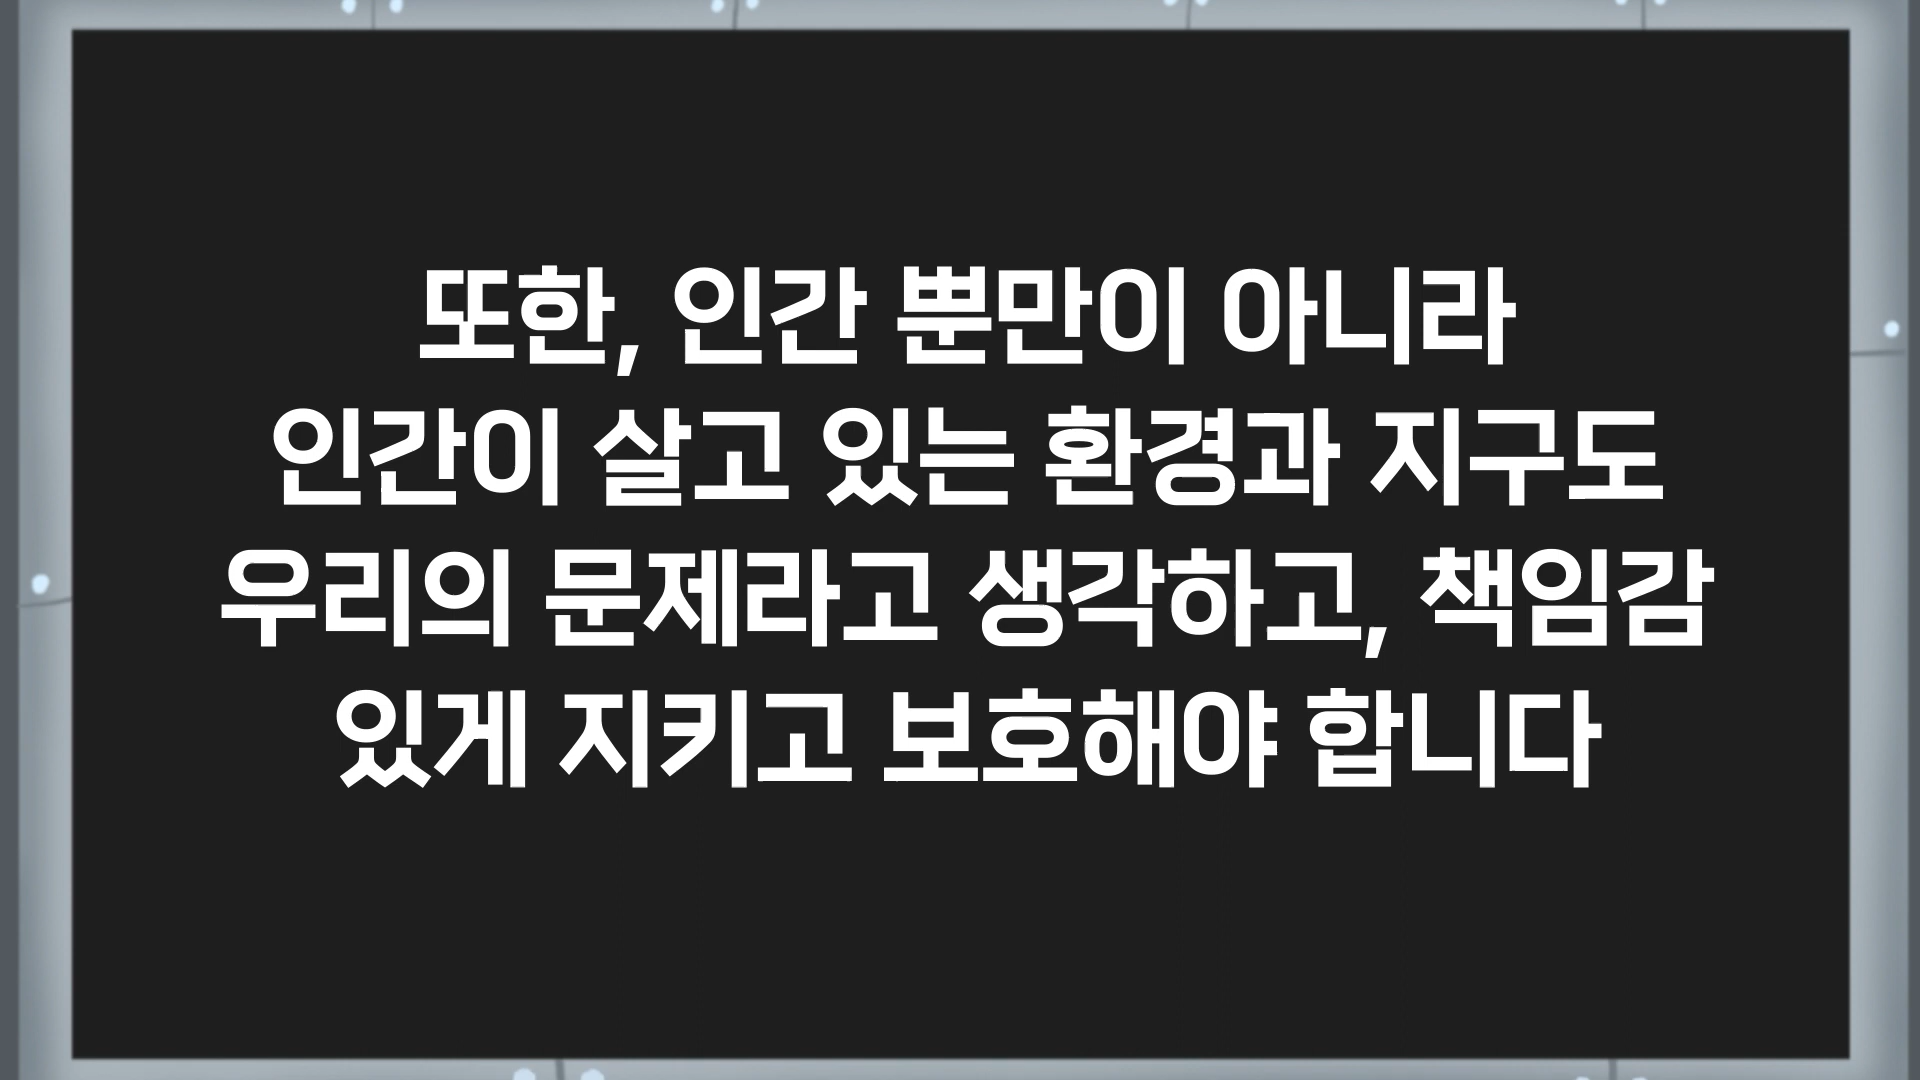 또한, 인간 뿐만이 아니라
인간이 살고 있는 환경과 지구도
우리의 문제라고 생각하고, 책임감
있게 지키고 보호해야 합니다